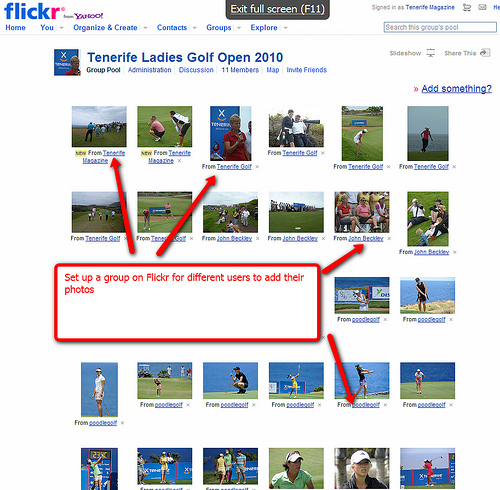 flickr from YAHOO!
Exit full screen (F11)
Signed in as Tenerife Magazine
Home You Organize & Create Contacts Groups Explore
Search this group's pool
Tenerife Ladies Golf Open 2010
Group Pool Administration Discussion 11 Members Map Invite Friends
Slideshow Share This
» Add something?
NEW From Tenerife Magazine
NEW From Tenerife Magazine
From Tenerife Golf
From Tenerife Golf
From Tenerife Golf
From Tenerife Golf
From Tenerife Golf
From Tenerife Golf
From John Beckley
From John Beckley
From John Beckley
From John Beckley
Set up a group on Flickr for different users to add their
photos
From poodlegolf
From poodlegolf
From poodlegolf
From poodlegolf
From poodlegolf
From poodlegolf
From poodlegolf
From poodlegolf